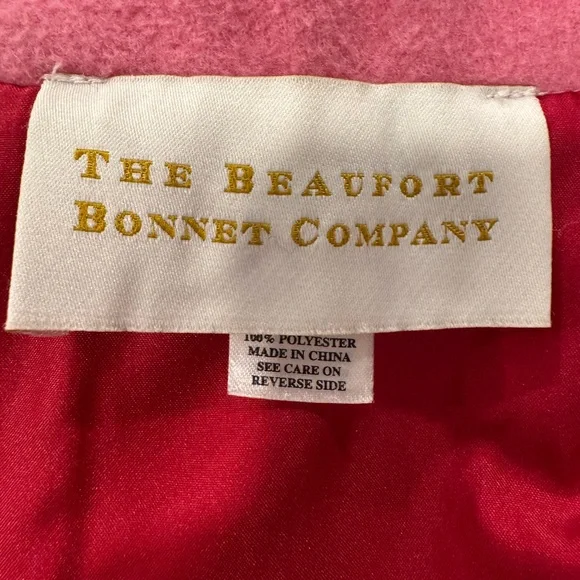 THE BEAUFORT
BONNET COMPANY
100% POLYESTER
MADE IN CHINA
SEE CARE ON
REVERSE SIDE